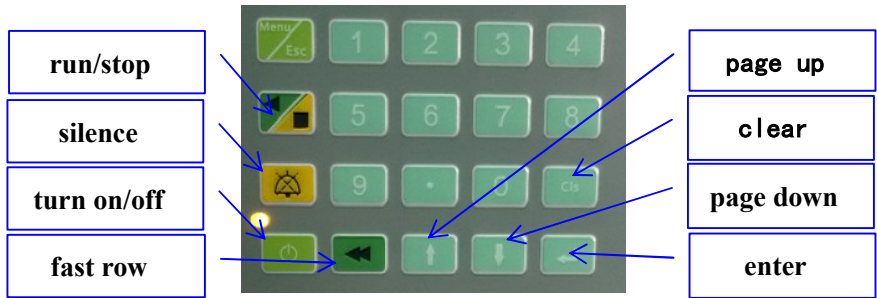 Menu/
Esc
1
2
3
4
run/stop
page up
5
6
7
8
silence
clear
9
.
0
Cls
turn on/off
page down
fast row
enter